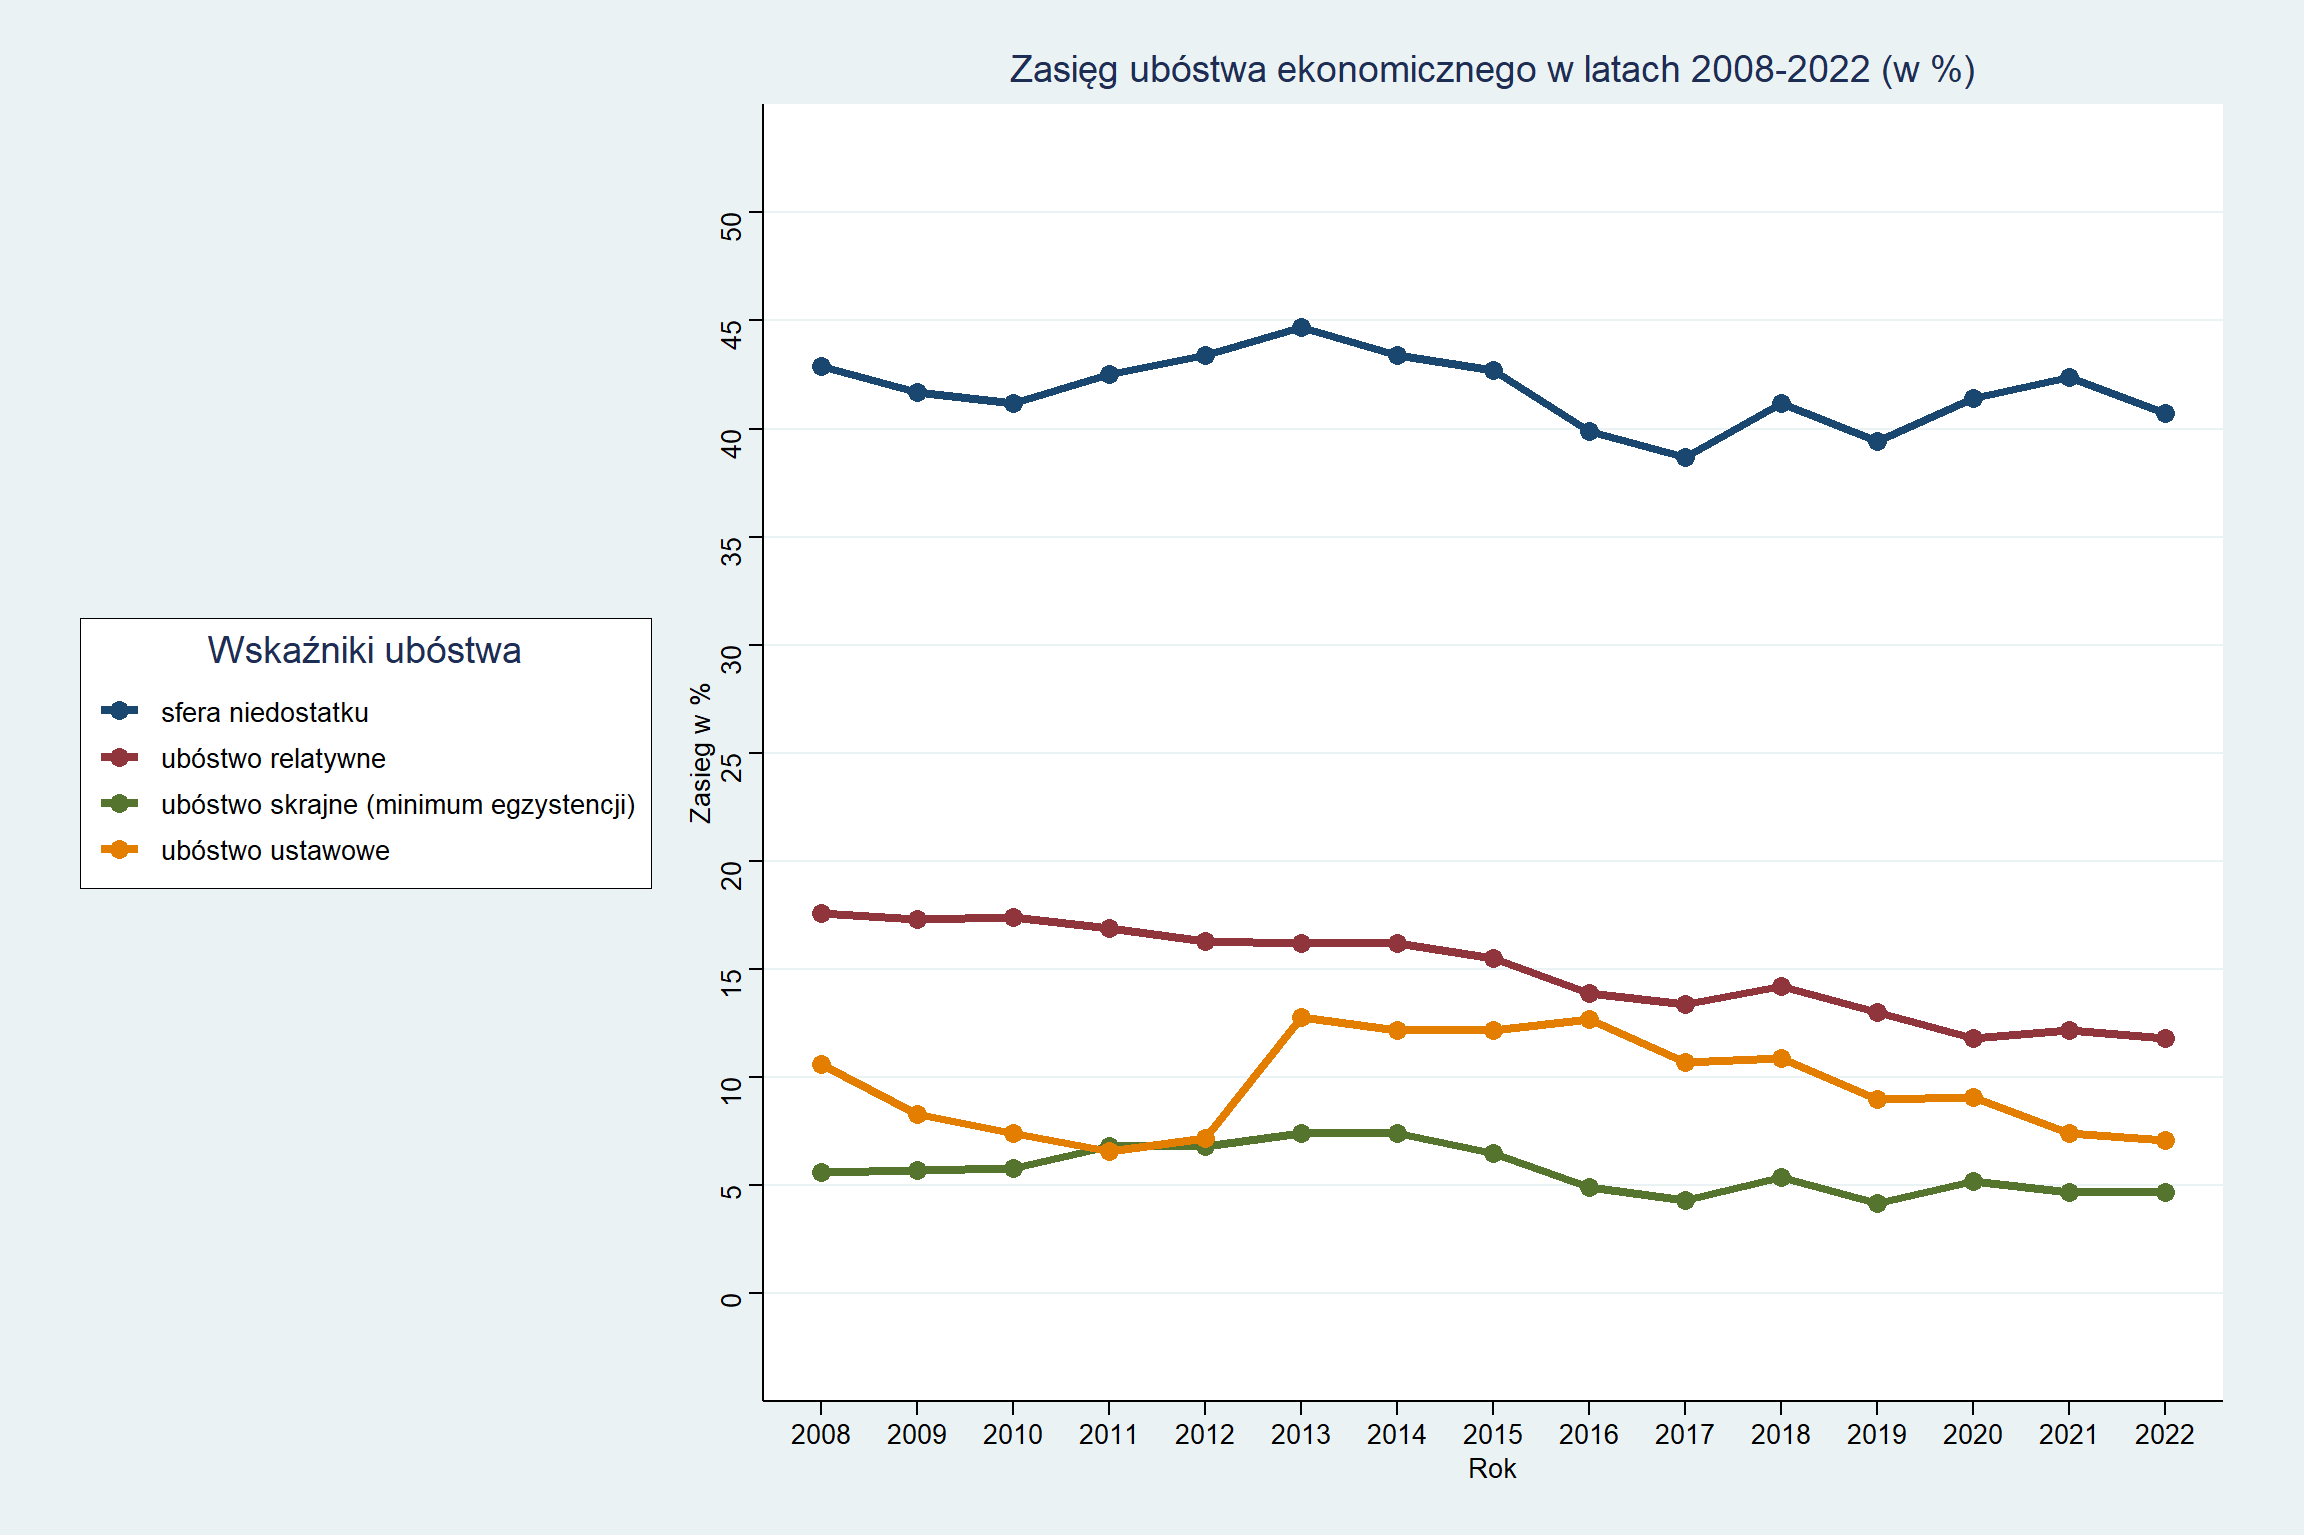 Zasięg ubóstwa ekonomicznego w latach 2008-2022 (w %)
Wskaźniki ubóstwa
sfera niedostatku
ubóstwo relatywne
ubóstwo skrajne (minimum egzystencji)
ubóstwo ustawowe
Zasieg w %
50
45
40
35
30
25
20
15
10
5
0
2008 2009 2010 2011 2012 2013 2014 2015 2016 2017 2018 2019 2020 2021 2022
Rok